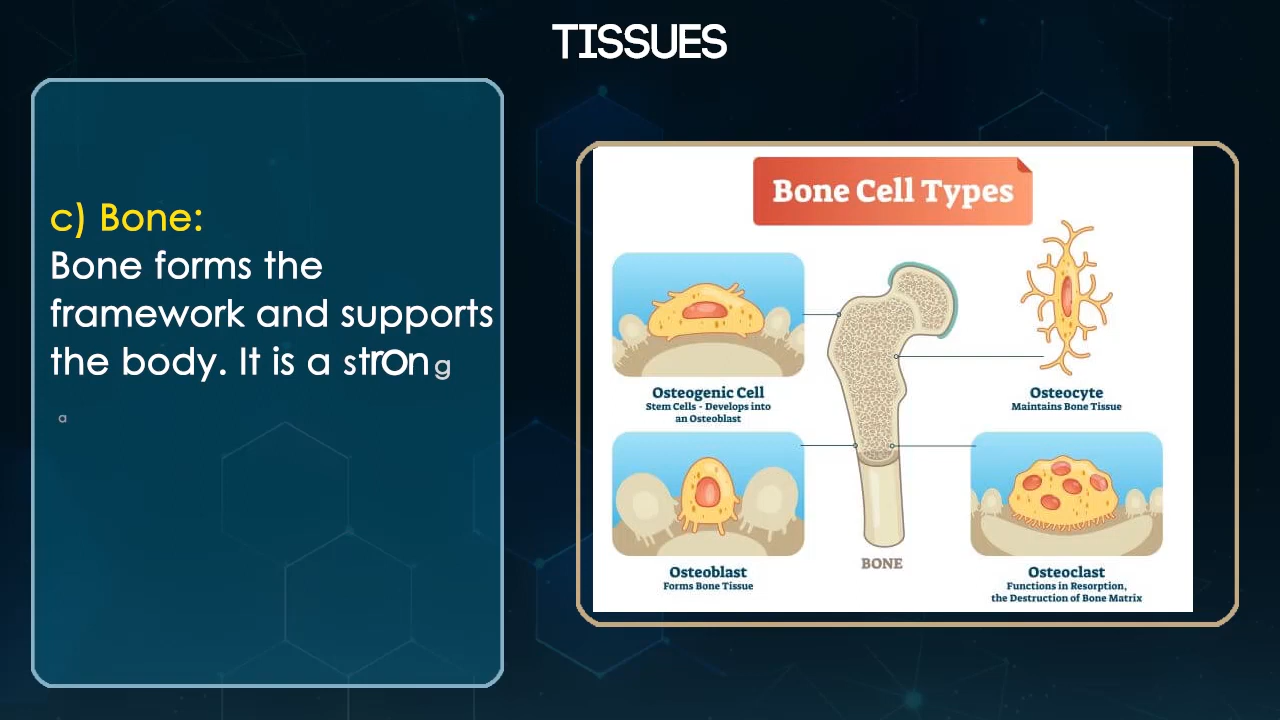 TISSUES
c) Bone:
Bone forms the
framework and supports
the body. It is a strong
a
Bone Cell Types
Osteogenic Cell
Stem Cells - Develops into
an Osteoblast
Osteocyte
Maintains Bone Tissue
Osteoblast
Forms Bone Tissue
BONE
Osteoclast
Functions in Resorption,
the Destruction of Bone Matrix